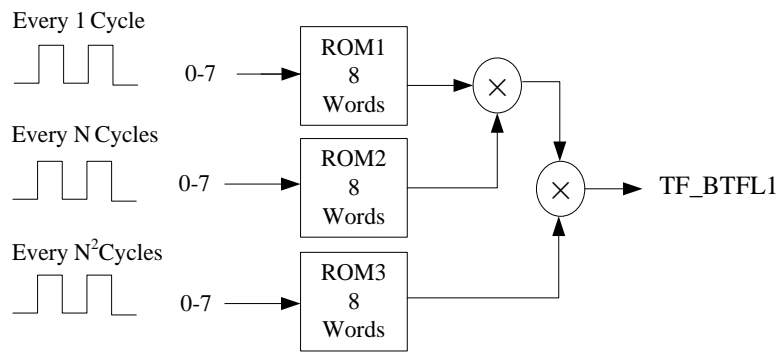 Every 1 Cycle
0-7
ROM1
8
Words
×
Every N Cycles
0-7
ROM2
8
Words
×
TF_BTFL1
Every N²Cycles
0-7
ROM3
8
Words